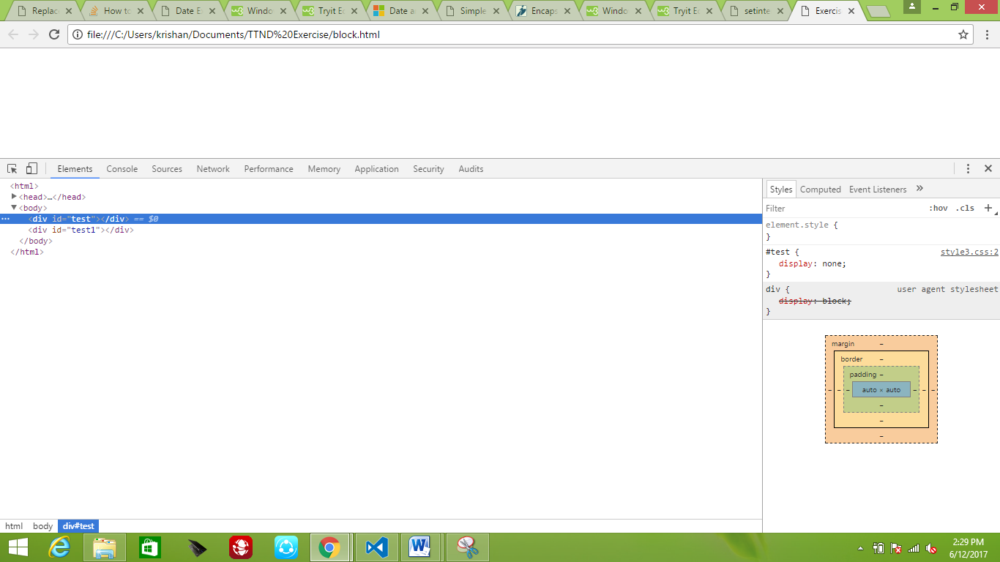 Replac
How to
Date E
Windo
Tryit E
Date a
Simple
Encaps
Windo
Tryit E
setinte
Exercis
file:///C:/Users/krishan/Documents/TTND%20Exercise/block.html
Elements Console Sources Network Performance Memory Application Security Audits
<html>
<head>…</head>
<body>
<div id="test"></div> == $0
<div id="test1"></div>
</body>
</html>
html body div#test
Styles Computed Event Listeners »
Filter :hov .cls +
element.style {
}
#test { style3.css:2
display: none;
}
div { user agent stylesheet
display: block;
}
margin –
border –
padding –
– – – auto × auto – – –
–
–
–
2:29 PM
6/12/2017